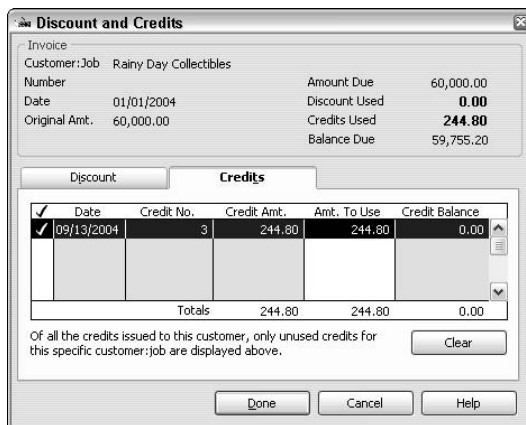 Discount and Credits
Invoice
Customer:Job Rainy Day Collectibles
Number Amount Due 60,000.00
Date 01/01/2004 Discount Used 0.00
Original Amt. 60,000.00 Credits Used 244.80
Balance Due 59,755.20
Discount Credits
✓ Date Credit No. Credit Amt. Amt. To Use Credit Balance
✓ 09/13/2004 3 244.80 244.80 0.00
Totals 244.80 244.80 0.00
Of all the credits issued to this customer, only unused credits for
this specific customer:job are displayed above.
Clear
Done Cancel Help